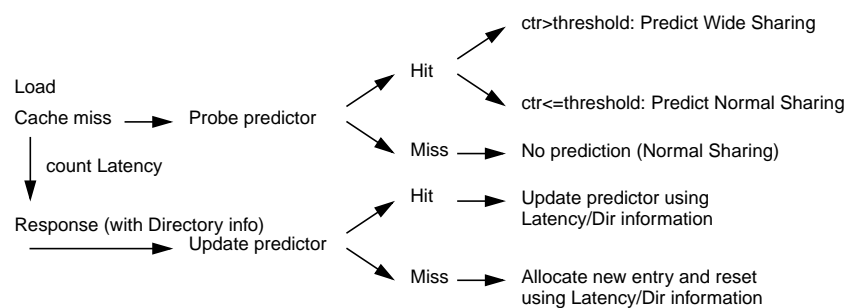 ctr>threshold: Predict Wide Sharing
Hit
Load
ctr<=threshold: Predict Normal Sharing
Cache miss
Probe predictor
Miss
No prediction (Normal Sharing)
count Latency
Hit
Update predictor using
Latency/Dir information
Response (with Directory info)
Update predictor
Miss
Allocate new entry and reset
using Latency/Dir information